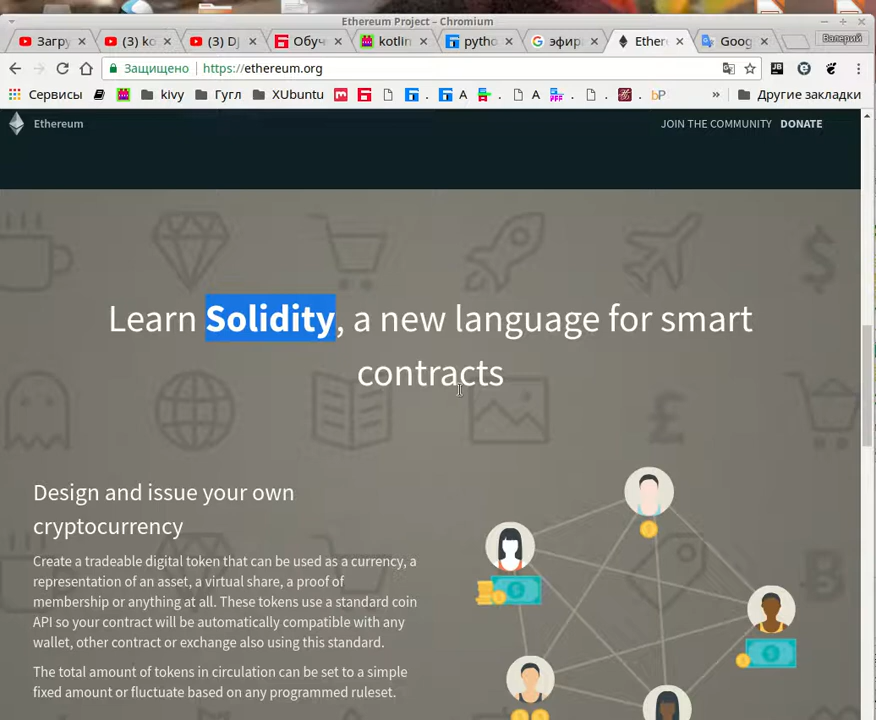 Ethereum Project – Chromium
Загру
(3) ko
(3) Dj
Обуч
kotlin
pytho
эфир
Ether
Goog
Валерий
Защищено
https://ethereum.org
Сервисы
kivy
Гугл
XUbuntu
.
A
.
A
.
.
bP
»
Другие закладки
Ethereum
JOIN THE COMMUNITY DONATE
Learn Solidity, a new language for smart
contracts
Design and issue your own
cryptocurrency
Create a tradeable digital token that can be used as a currency, a
representation of an asset, a virtual share, a proof of
membership or anything at all. These tokens use a standard coin
API so your contract will be automatically compatible with any
wallet, other contract or exchange also using this standard.
The total amount of tokens in circulation can be set to a simple
fixed amount or fluctuate based on any programmed ruleset.